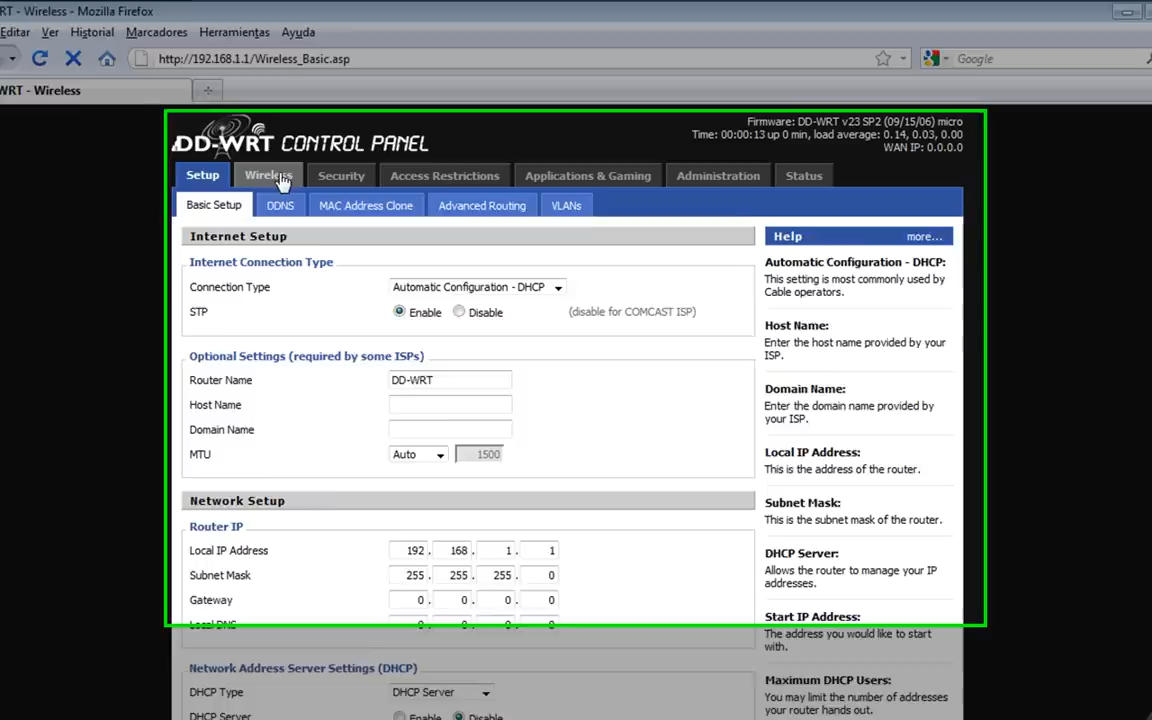 RT - Wireless - Mozilla Firefox
Editar Ver Historial Marcadores Herramientas Ayuda
http://192.168.1.1/Wireless_Basic.asp
Google
WRT - Wireless
Firmware: DD-WRT v23 SP2 (09/15/06) micro
Time: 00:00:13 up 0 min, load average: 0.14, 0.03, 0.00
WAN IP: 0.0.0.0
DD-WRT CONTROL PANEL
Setup Wireless Security Access Restrictions Applications & Gaming Administration Status
Basic Setup DDNS MAC Address Clone Advanced Routing VLANs
Internet Setup
Internet Connection Type
Connection Type Automatic Configuration - DHCP
STP Enable Disable (disable for COMCAST ISP)
Optional Settings (required by some ISPs)
Router Name DD-WRT
Host Name
Domain Name
MTU Auto 1500
Network Setup
Router IP
Local IP Address 192. 168. 1. 1
Subnet Mask 255. 255. 255. 0
Gateway 0. 0. 0. 0
Local DNS 0. 0. 0. 0
Network Address Server Settings (DHCP)
DHCP Type DHCP Server
DHCP Server Enable Disable
Help more...
Automatic Configuration - DHCP:
This setting is most commonly used by
Cable operators.
Host Name:
Enter the host name provided by your
ISP.
Domain Name:
Enter the domain name provided by
your ISP.
Local IP Address:
This is the address of the router.
Subnet Mask:
This is the subnet mask of the router.
DHCP Server:
Allows the router to manage your IP
addresses.
Start IP Address:
The address you would like to start
with.
Maximum DHCP Users:
You may limit the number of addresses
your router hands out.